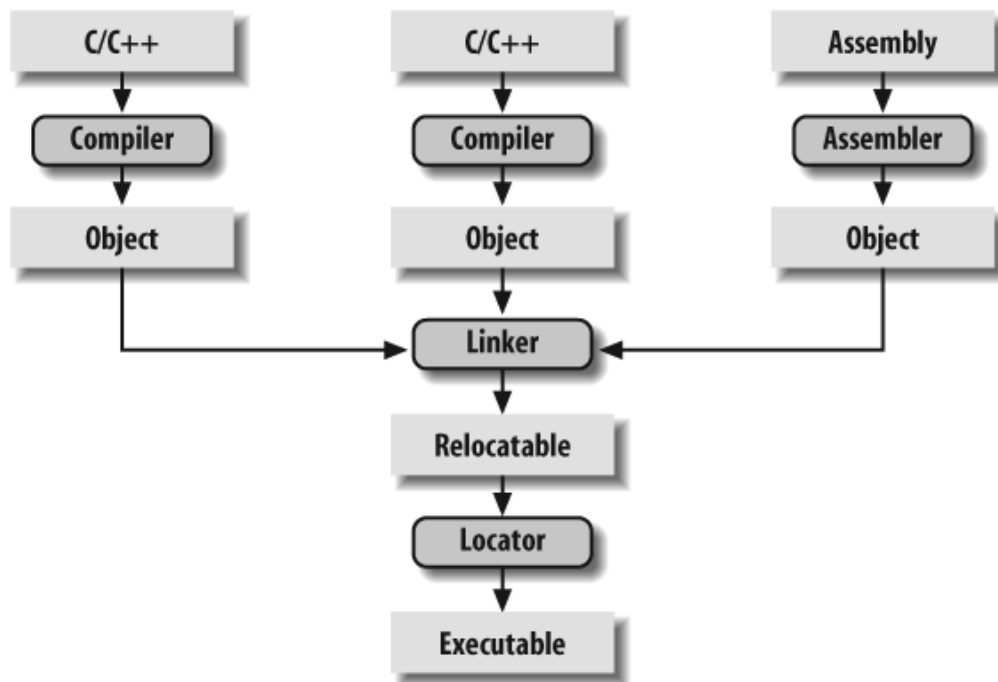 C/C++
C/C++
Assembly
Compiler
Compiler
Assembler
Object
Object
Object
Linker
Relocatable
Locator
Executable